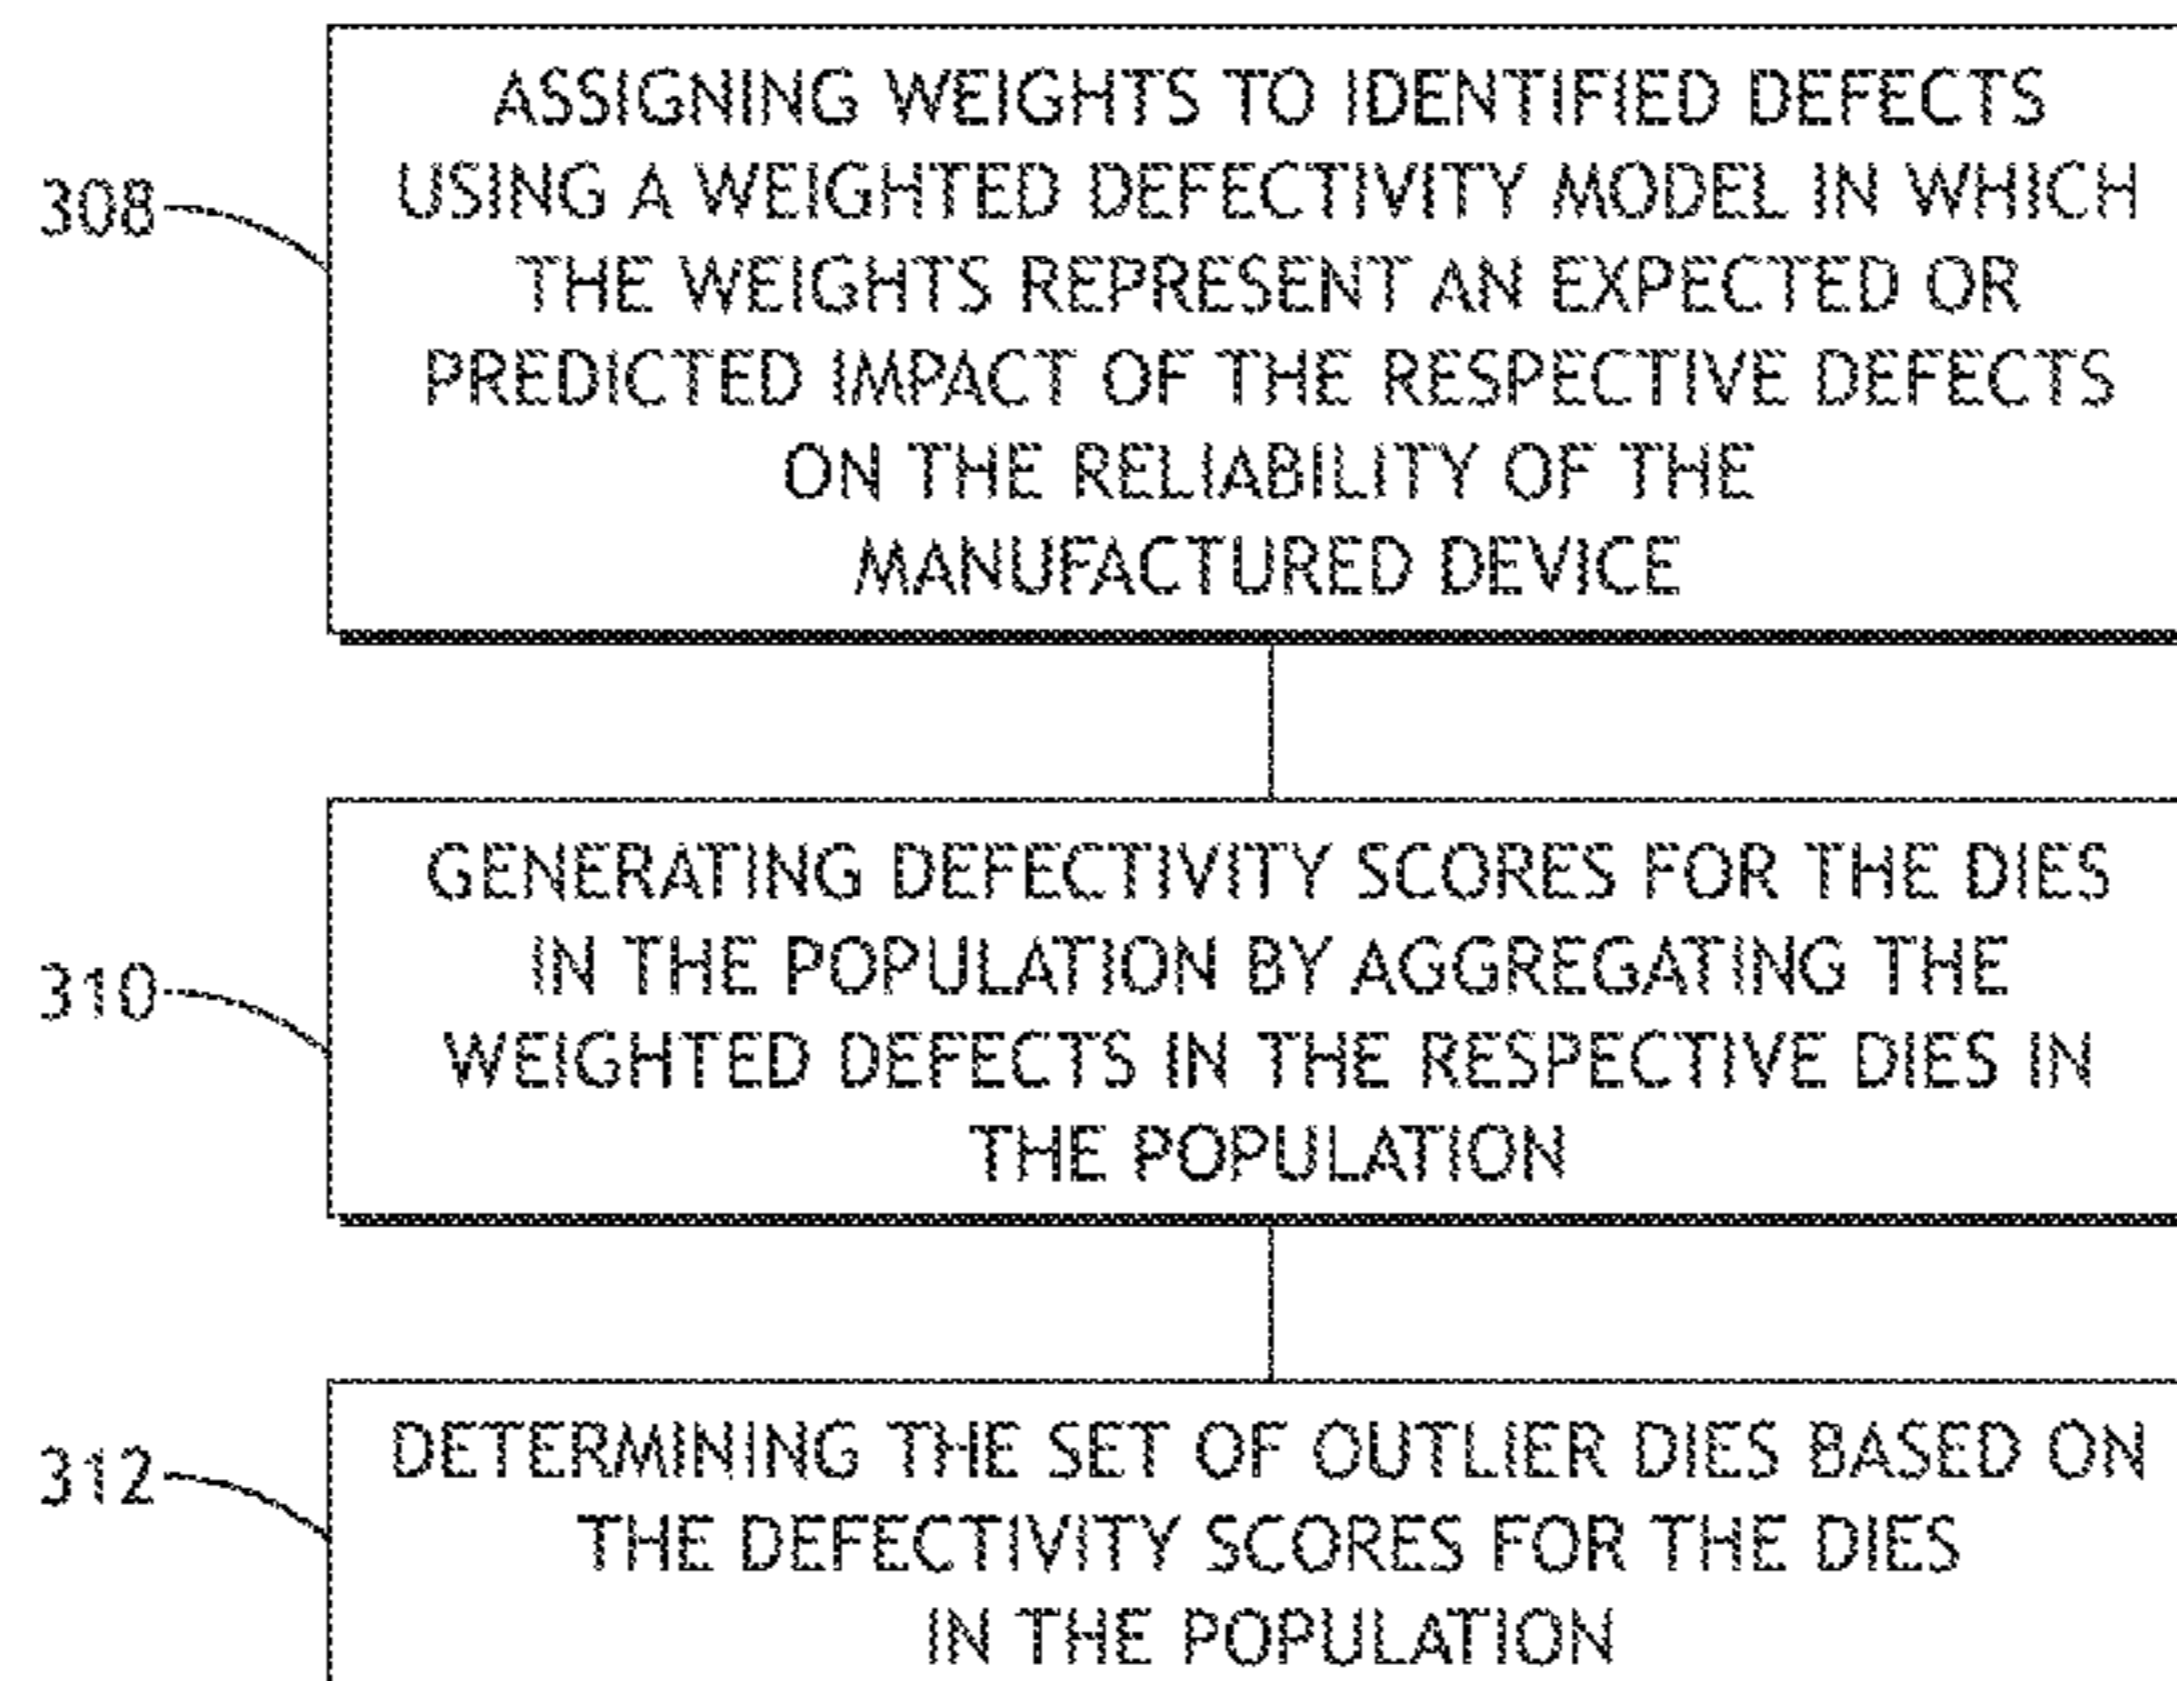 ASSIGNING WEIGHTS TO IDENTIFIED DEFECTS
USING A WEIGHTED DEFECTIVITY MODEL IN WHICH
308
THE WEIGHTS REPRESENT AN EXPECTED OR
PREDICTED IMPACT OF THE RESPECTIVE DEFECTS
ON THE RELIABILITY OF THE
MANUFACTURED DEVICE
GENERATING DEFECTIVITY SCORES FOR THE DIES
IN THE POPULATION BY AGGREGATING THE
310
WEIGHTED DEFECTS IN THE RESPECTIVE DIES IN
THE POPULATION
DETERMINING THE SET OF OUTLIER DIES BASED ON
312
THE DEFECTIVITY SCORES FOR THE DIES
IN THE POPULATION